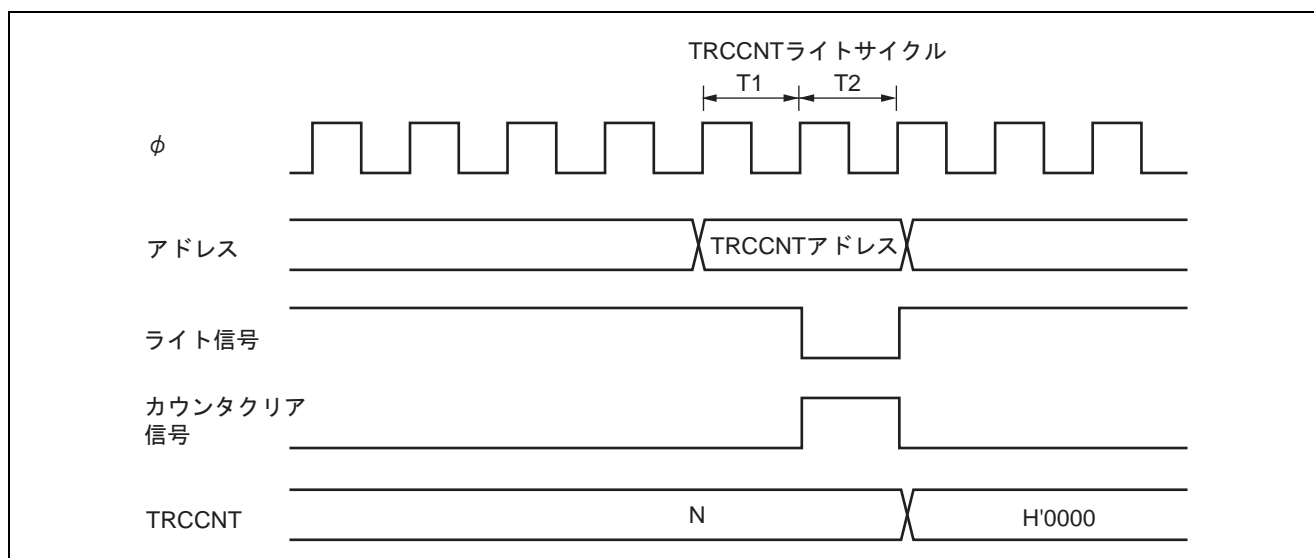 TRCCNTライトサイクル
T1 T2
φ
アドレス TRCCNTアドレス
ライト信号
カウンタクリア
信号
TRCCNT N H'0000